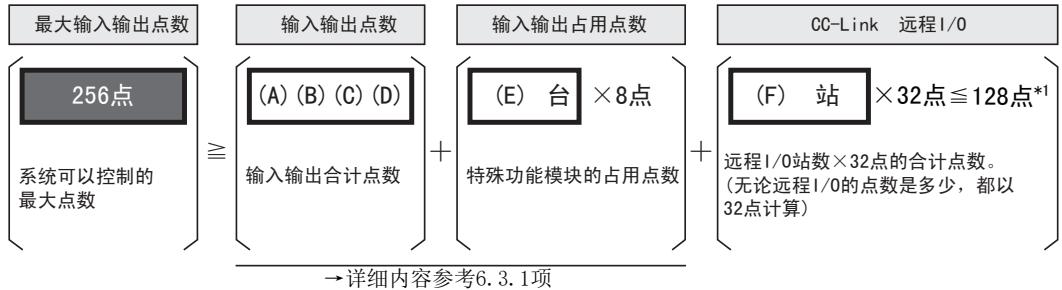 最大输入输出点数
输入输出点数
输入输出占用点数
CC-Link 远程I/O
256点
(A)(B)(C)(D)
(E) 台 ×8点
(F) 站 ×32点≦128点*1
≧
+
+
系统可以控制的
最大点数
输入输出合计点数
特殊功能模块的占用点数
远程I/O站数×32点的合计点数。
(无论远程I/O的点数是多少,都以
32点计算)
→详细内容参考6.3.1项